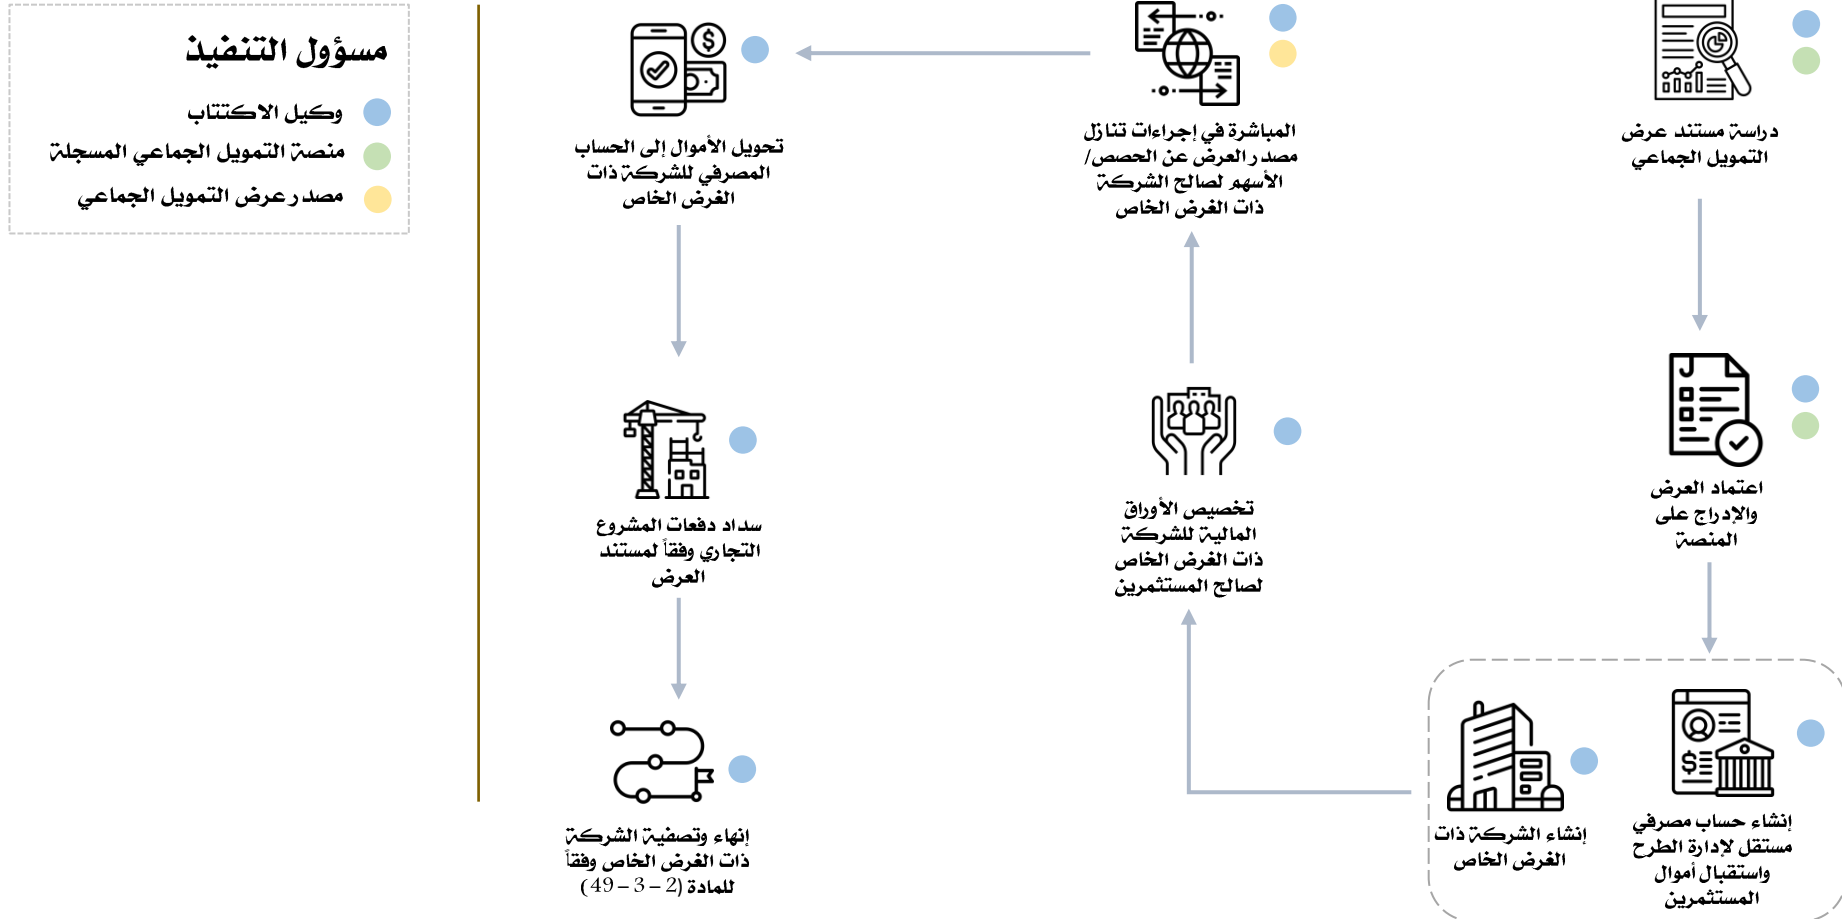 دراسة مستند عرض
التمويل الجماعي
اعتماد العرض
والإدراج على
المنصة
إنشاء حساب مصرفي
مستقل لإدارة الطرح
واستقبال أموال
المستثمرين
إنشاء الشركة ذات
الغرض الخاص
تخصيص الأوراق
المالية للشركة
ذات الغرض الخاص
لصالح المستثمرين
المباشرة في إجراءات تنازل
مصدر العرض عن الحصص/
الأسهم لصالح الشركة
ذات الغرض الخاص
تحويل الأموال إلى الحساب
المصرفي للشركة ذات
الغرض الخاص
سداد دفعات المشروع
التجاري وفقاً لمستند
العرض
إنهاء وتصفية الشركة
ذات الغرض الخاص وفقاً
للمادة (2 – 3 – 49)
مسؤول التنفيذ
وكيل الاكتتاب
منصة التمويل الجماعي المسجلة
مصدر عرض التمويل الجماعي